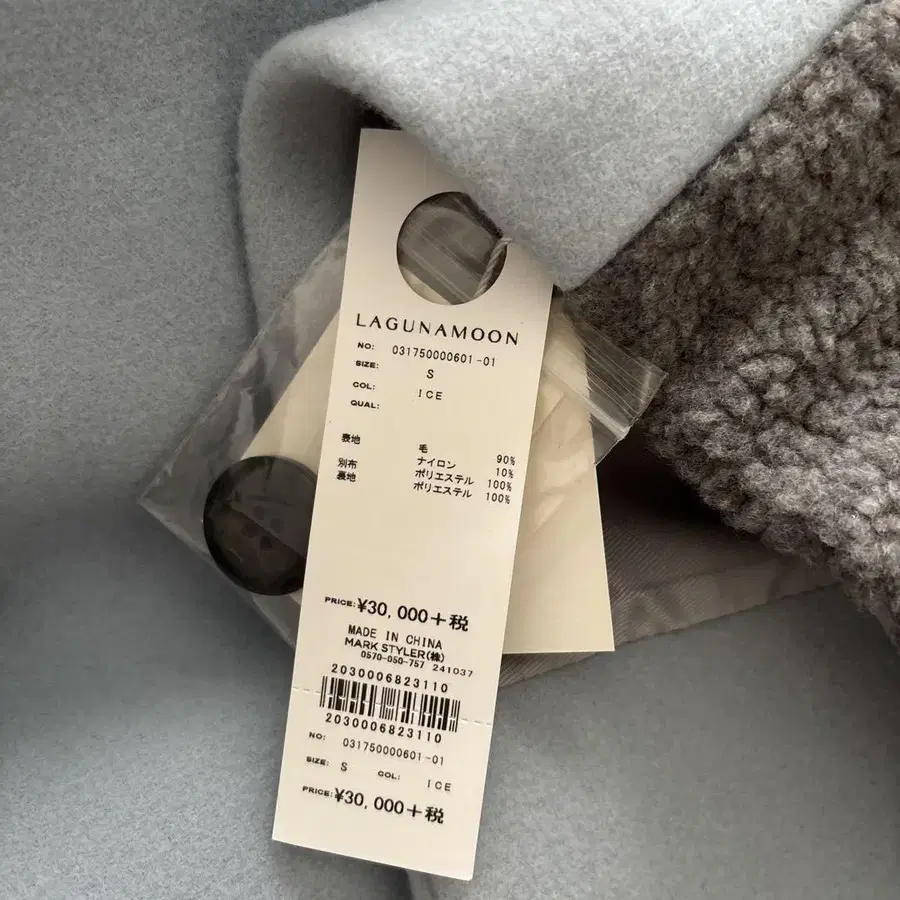 LAGUNAMOON
NO: 031750000601-01
SIZE: S
COL: ICE
QUAL:
表地 毛 90%
ナイロン 10%
別布 ポリエステル 100%
裏地 ポリエステル 100%
PRICE: ¥30,000+税
MADE IN CHINA
MARK STYLER(株)
0570-050-757 241037
2030006823110
2030006823110
NO: 031750000601-01
SIZE: S COL: ICE
PRICE: ¥30,000+税